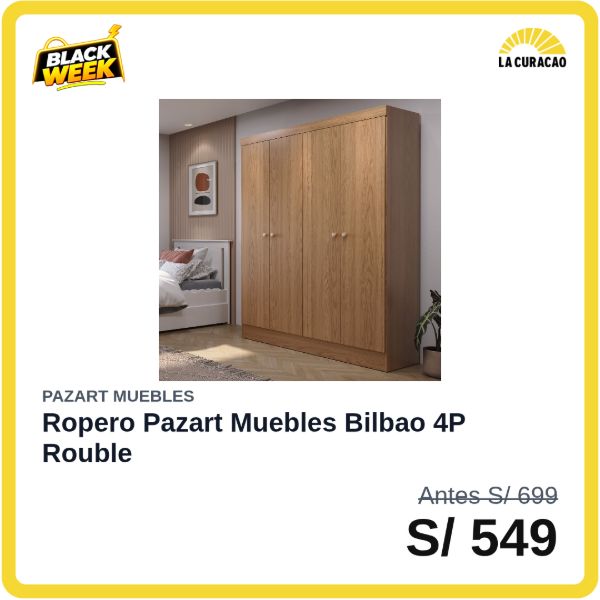 BLACK
WEEK
LA CURACAO
PAZART MUEBLES
Ropero Pazart Muebles Bilbao 4P
Rouble
Antes S/ 699
S/ 549